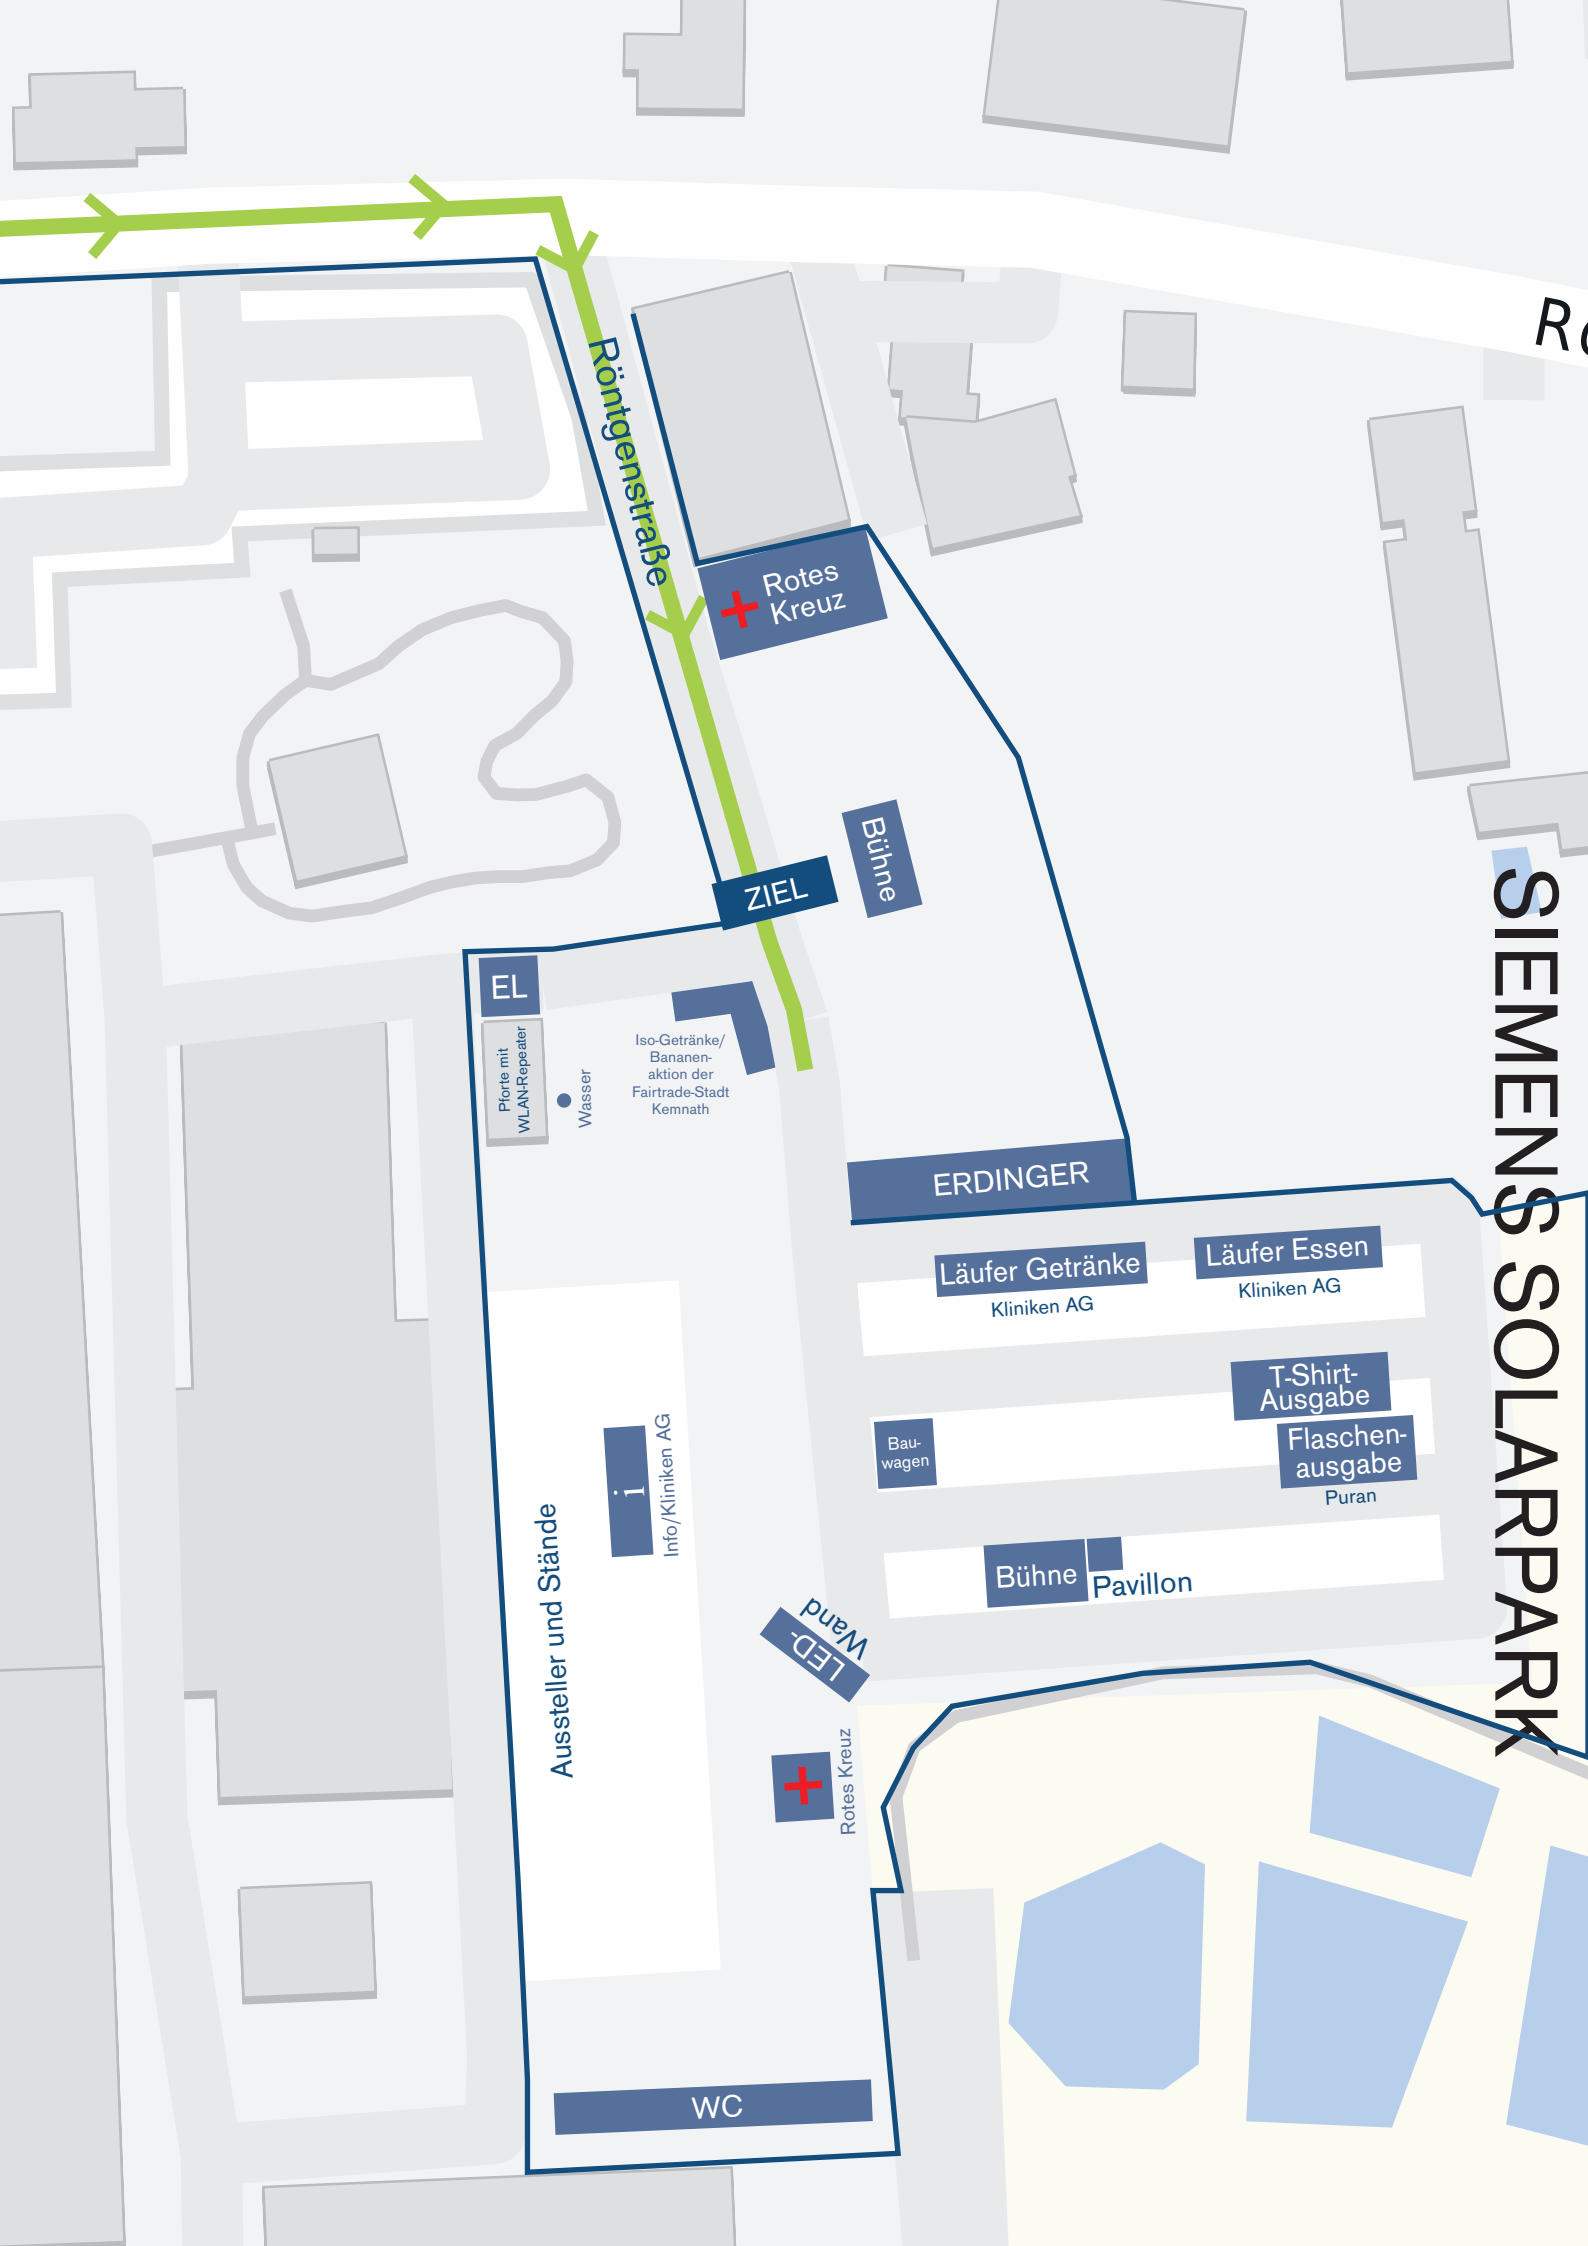 Röntgenstraße
Rotes
Kreuz
Bühne
ZIEL
EL
Pforte mit
WLAN-Repeater
Wasser
Iso-Getränke/
Bananen-
aktion der
Fairtrade-Stadt
Kemnath
ERDINGER
Läufer Getränke
Kliniken AG
Läufer Essen
Kliniken AG
T-Shirt-
Ausgabe
Flaschen-
ausgabe
Puran
Bau-
wagen
Bühne
Pavillon
i
Info/Kliniken AG
Aussteller und Stände
LED-
Wand
Rotes Kreuz
WC
SIEMENS SOLARPARK